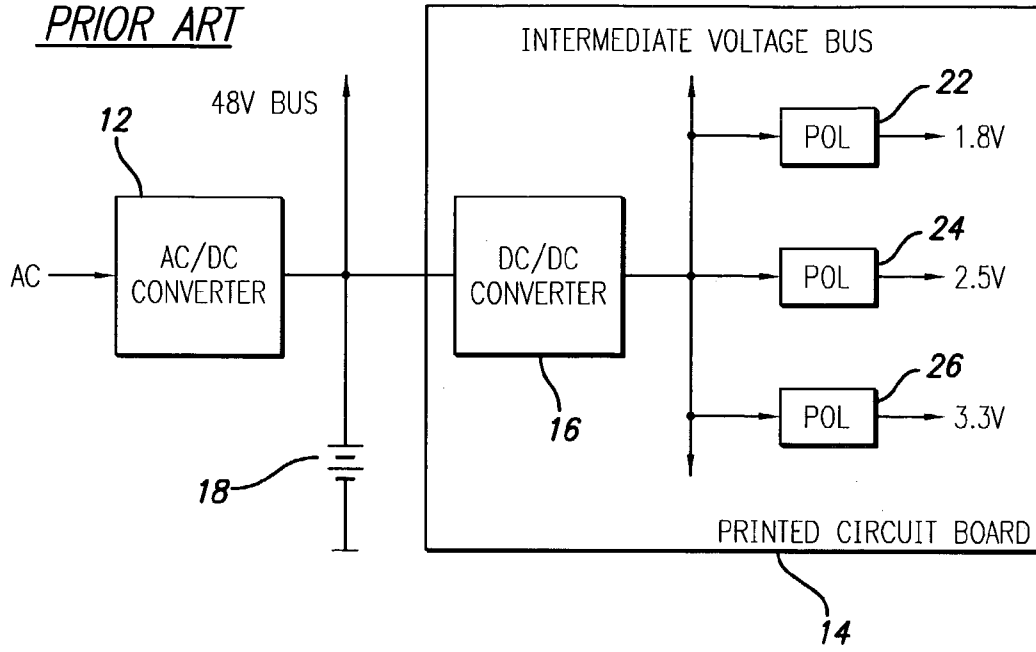 PRIOR ART
INTERMEDIATE VOLTAGE BUS
48V BUS
12
22
POL
1.8V
AC
AC/DC
CONVERTER
DC/DC
CONVERTER
24
POL
2.5V
16
26
POL
3.3V
18
PRINTED CIRCUIT BOARD
14